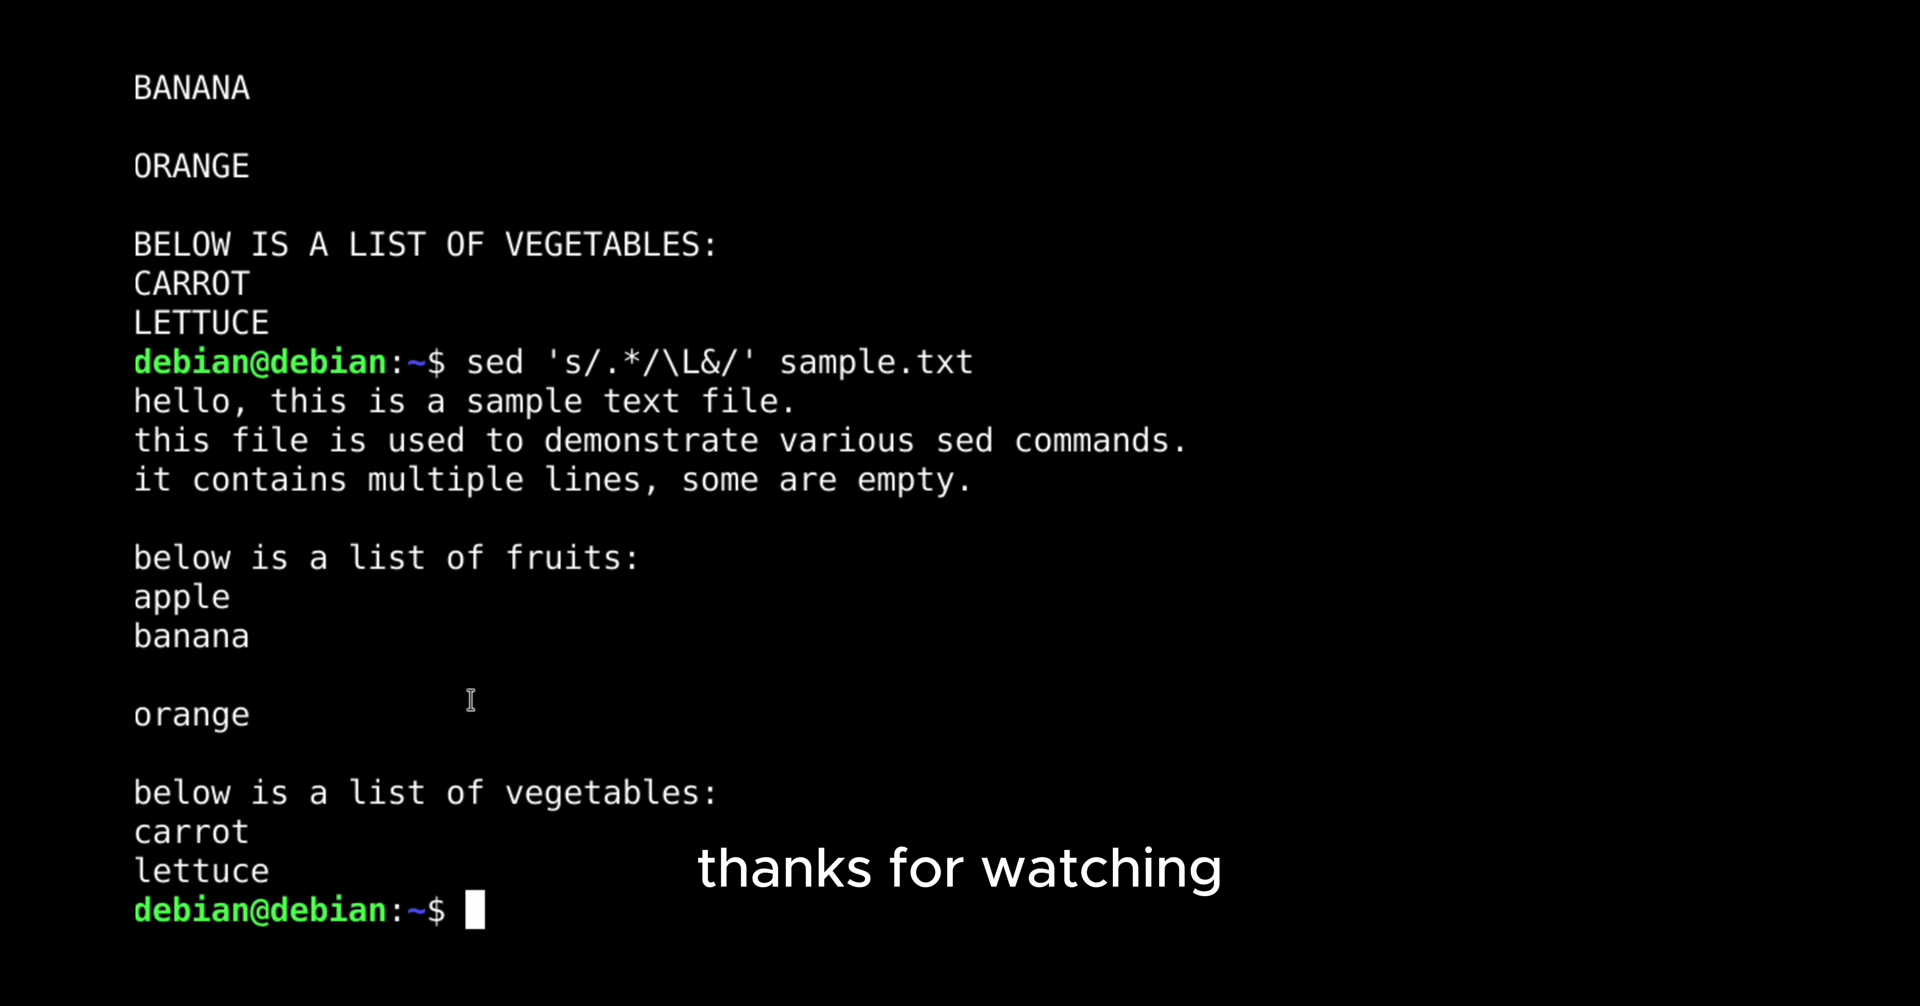 BANANA
ORANGE
BELOW IS A LIST OF VEGETABLES:
CARROT
LETTUCE
debian@debian:~$ sed 's/.*/\L&/' sample.txt
hello, this is a sample text file.
this file is used to demonstrate various sed commands.
it contains multiple lines, some are empty.
below is a list of fruits:
apple
banana
orange
below is a list of vegetables:
carrot
lettuce
thanks for watching
debian@debian:~$